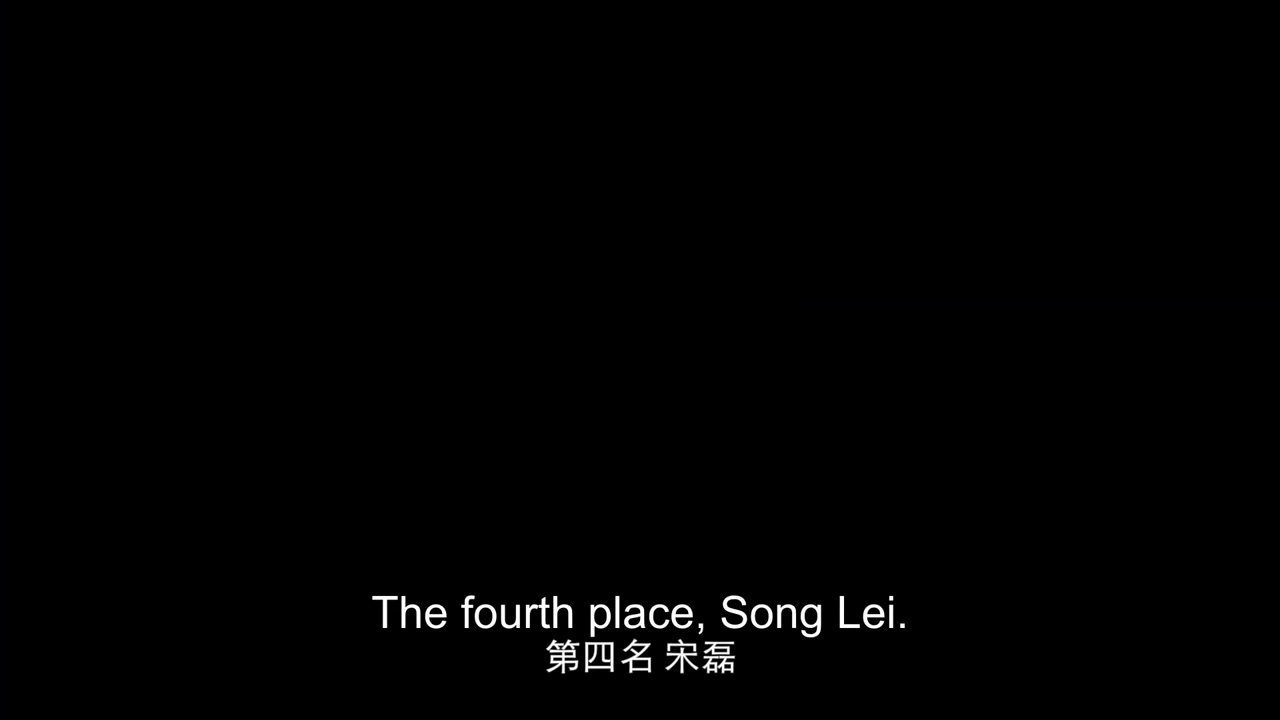 The fourth place, Song Lei.
第四名 宋磊